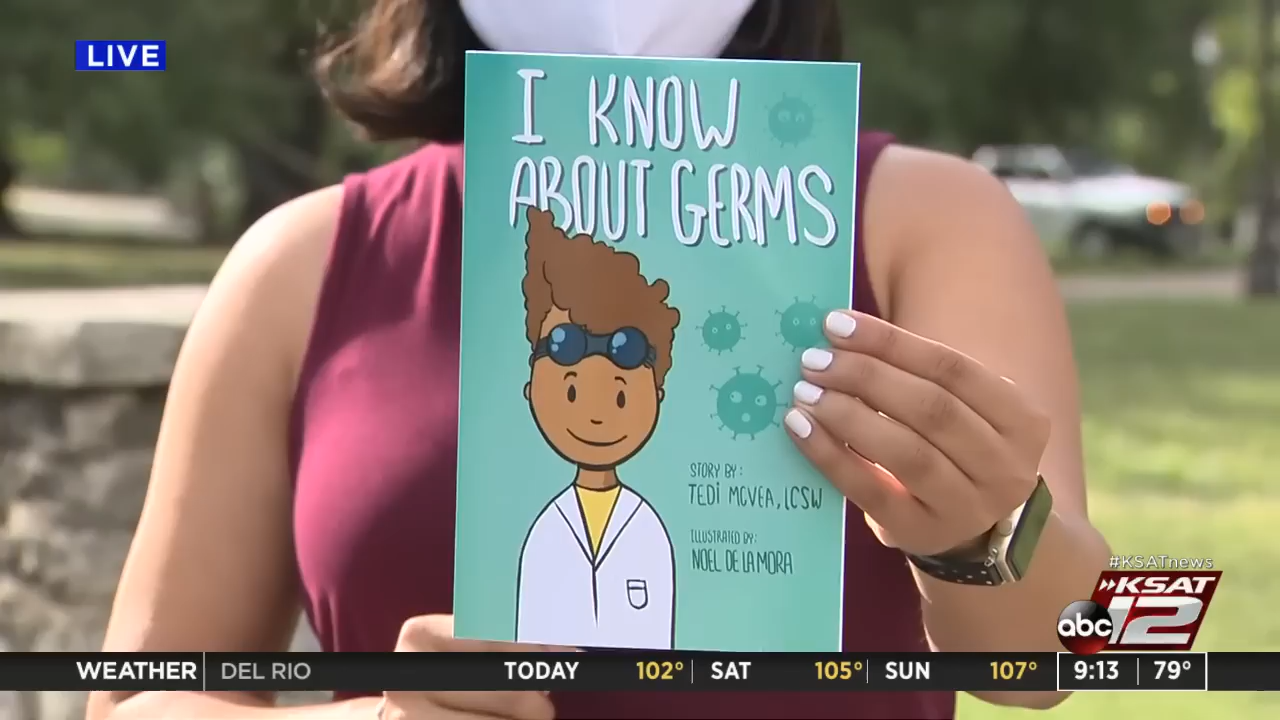 LIVE
I KNOW
ABOUT GERMS
STORY BY:
TEDI MCVEA, LCSW
ILLUSTRATED BY:
NOEL DE LA MORA
#KSATnews
KSAT
abc 12
WEATHER DEL RIO TODAY 102° SAT 105° SUN 107° 9:13 79°